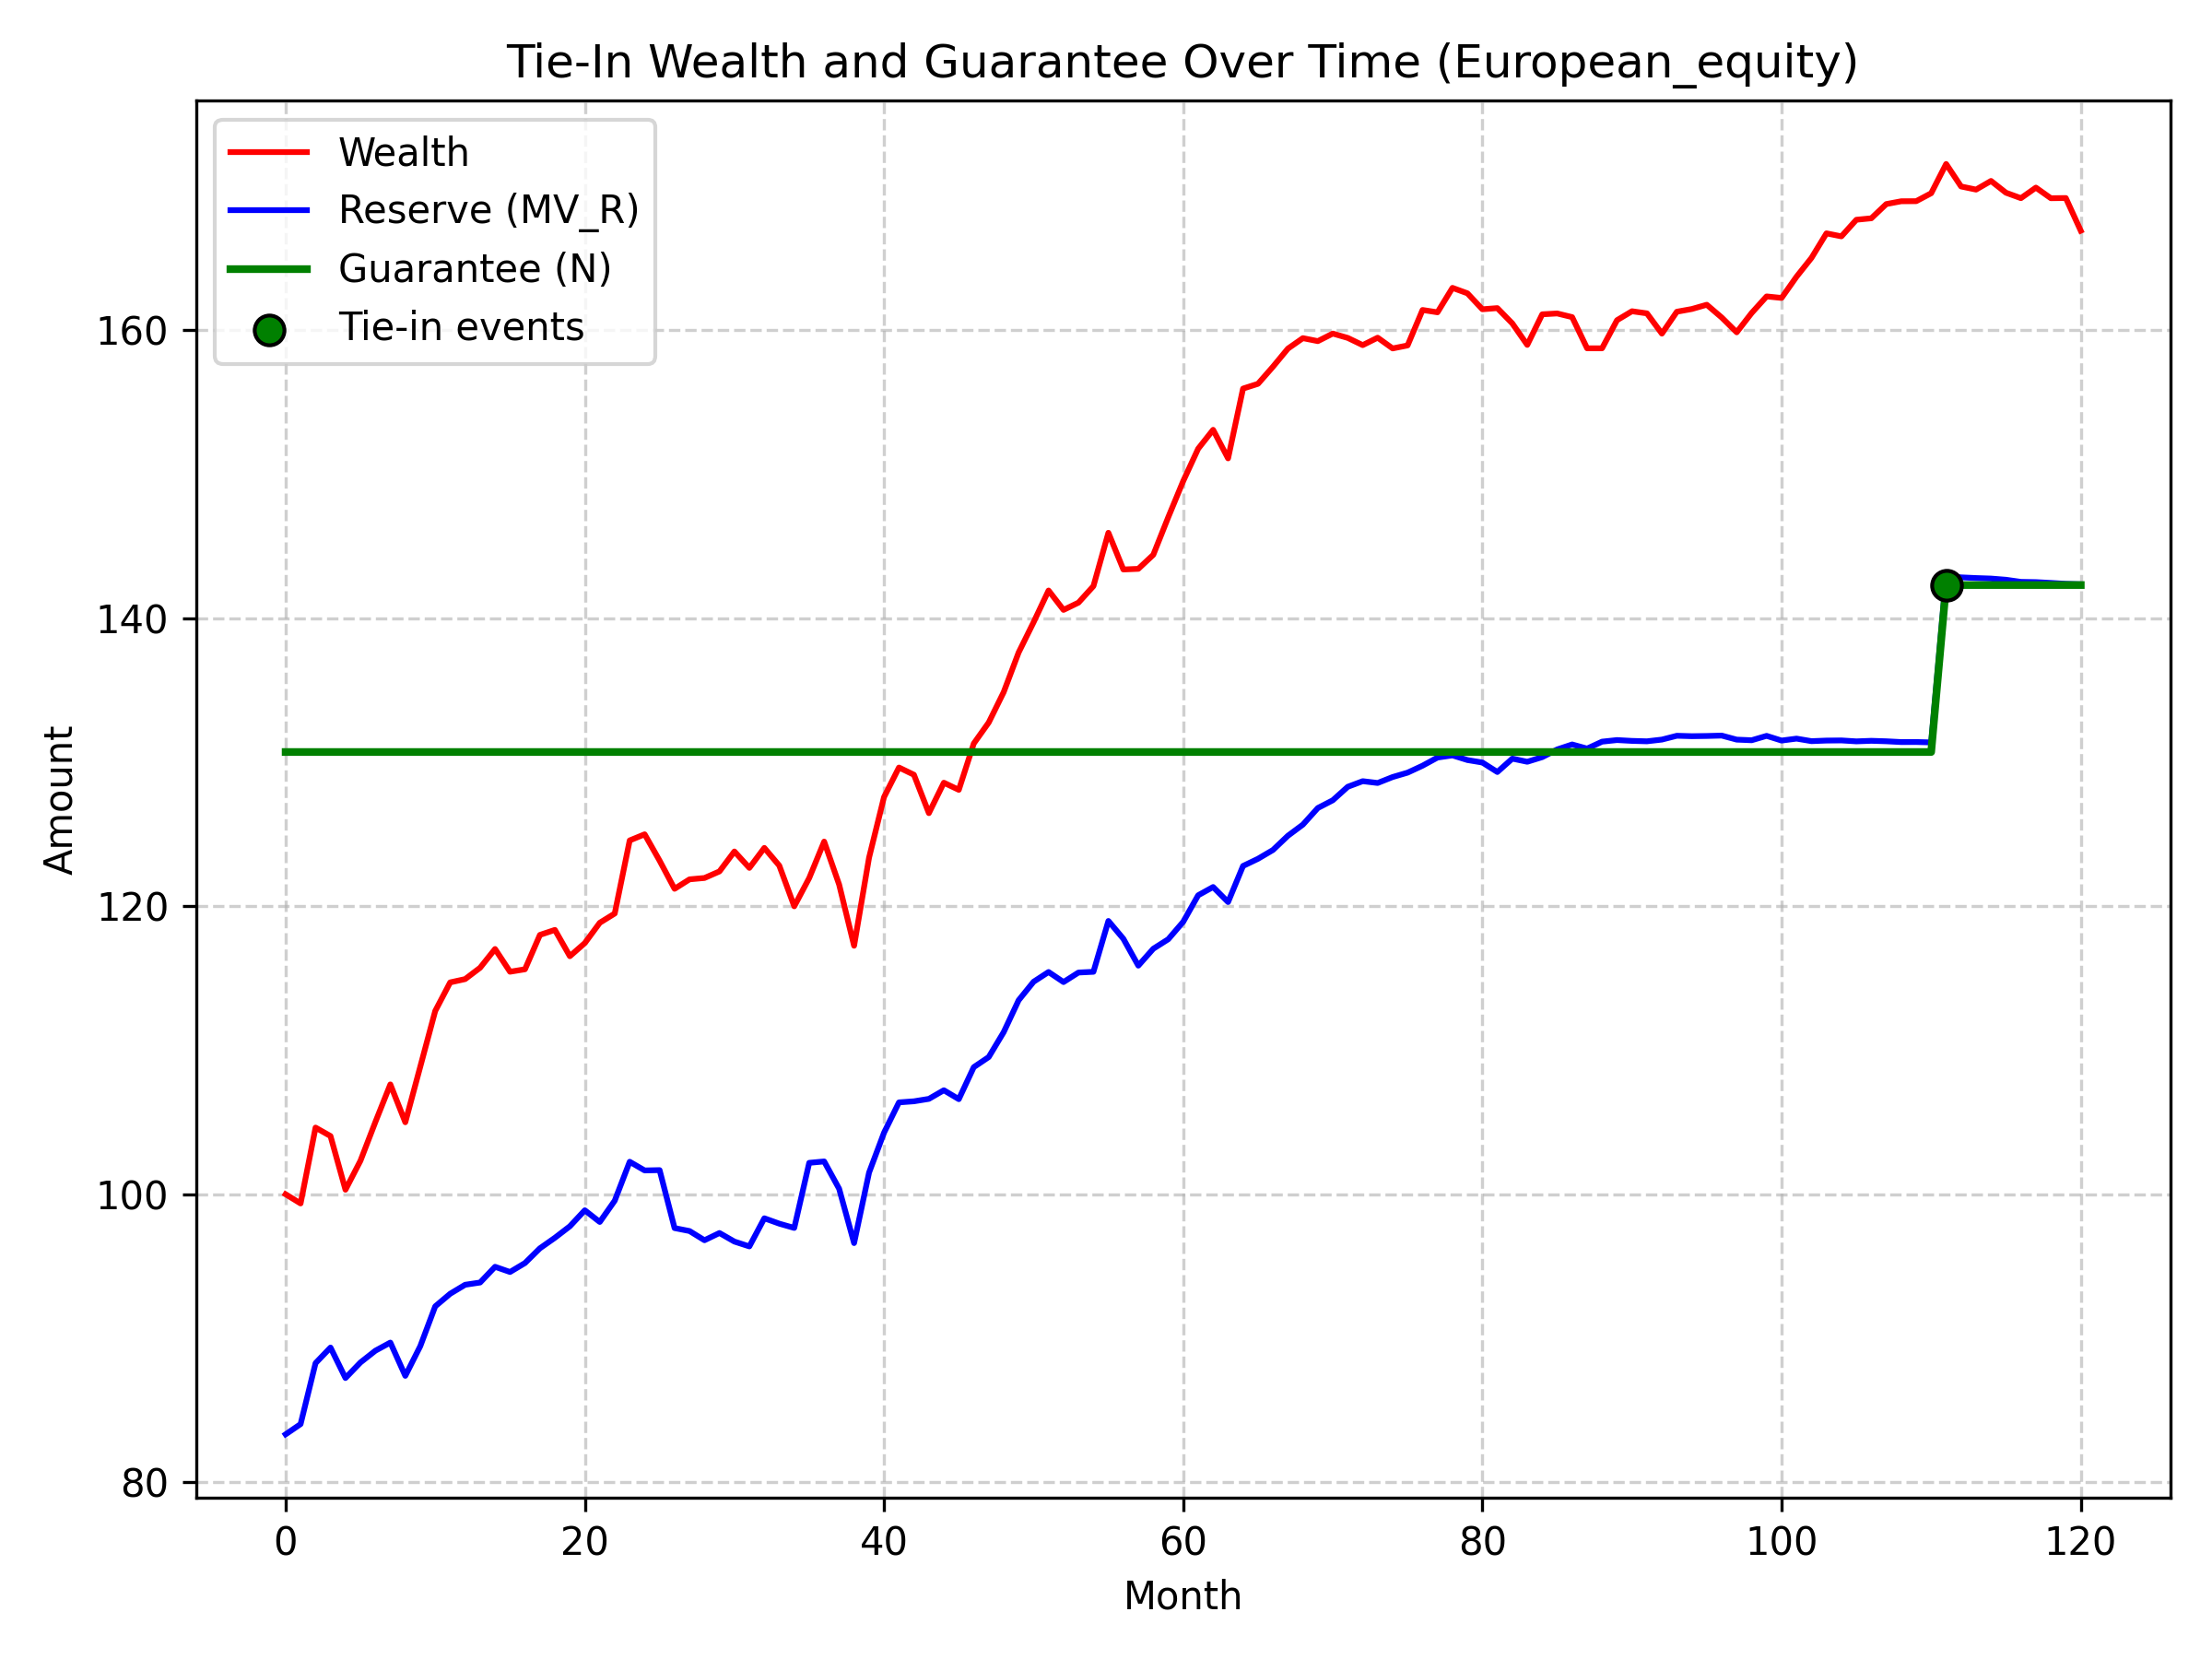 Tie-In Wealth and Guarantee Over Time (European_equity)
Wealth
Reserve (MV_R)
Guarantee (N)
Tie-in events
160
140
120
100
80
Amount
0 20 40 60 80 100 120
Month